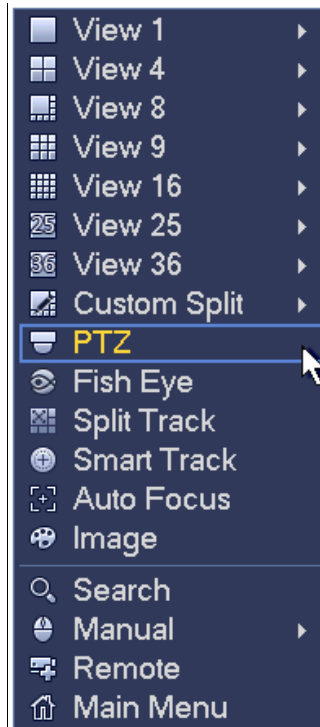 View 1
View 4
View 8
View 9
View 16
25 View 25
36 View 36
Custom Split
PTZ
Fish Eye
Split Track
Smart Track
Auto Focus
Image
Search
Manual
Remote
Main Menu